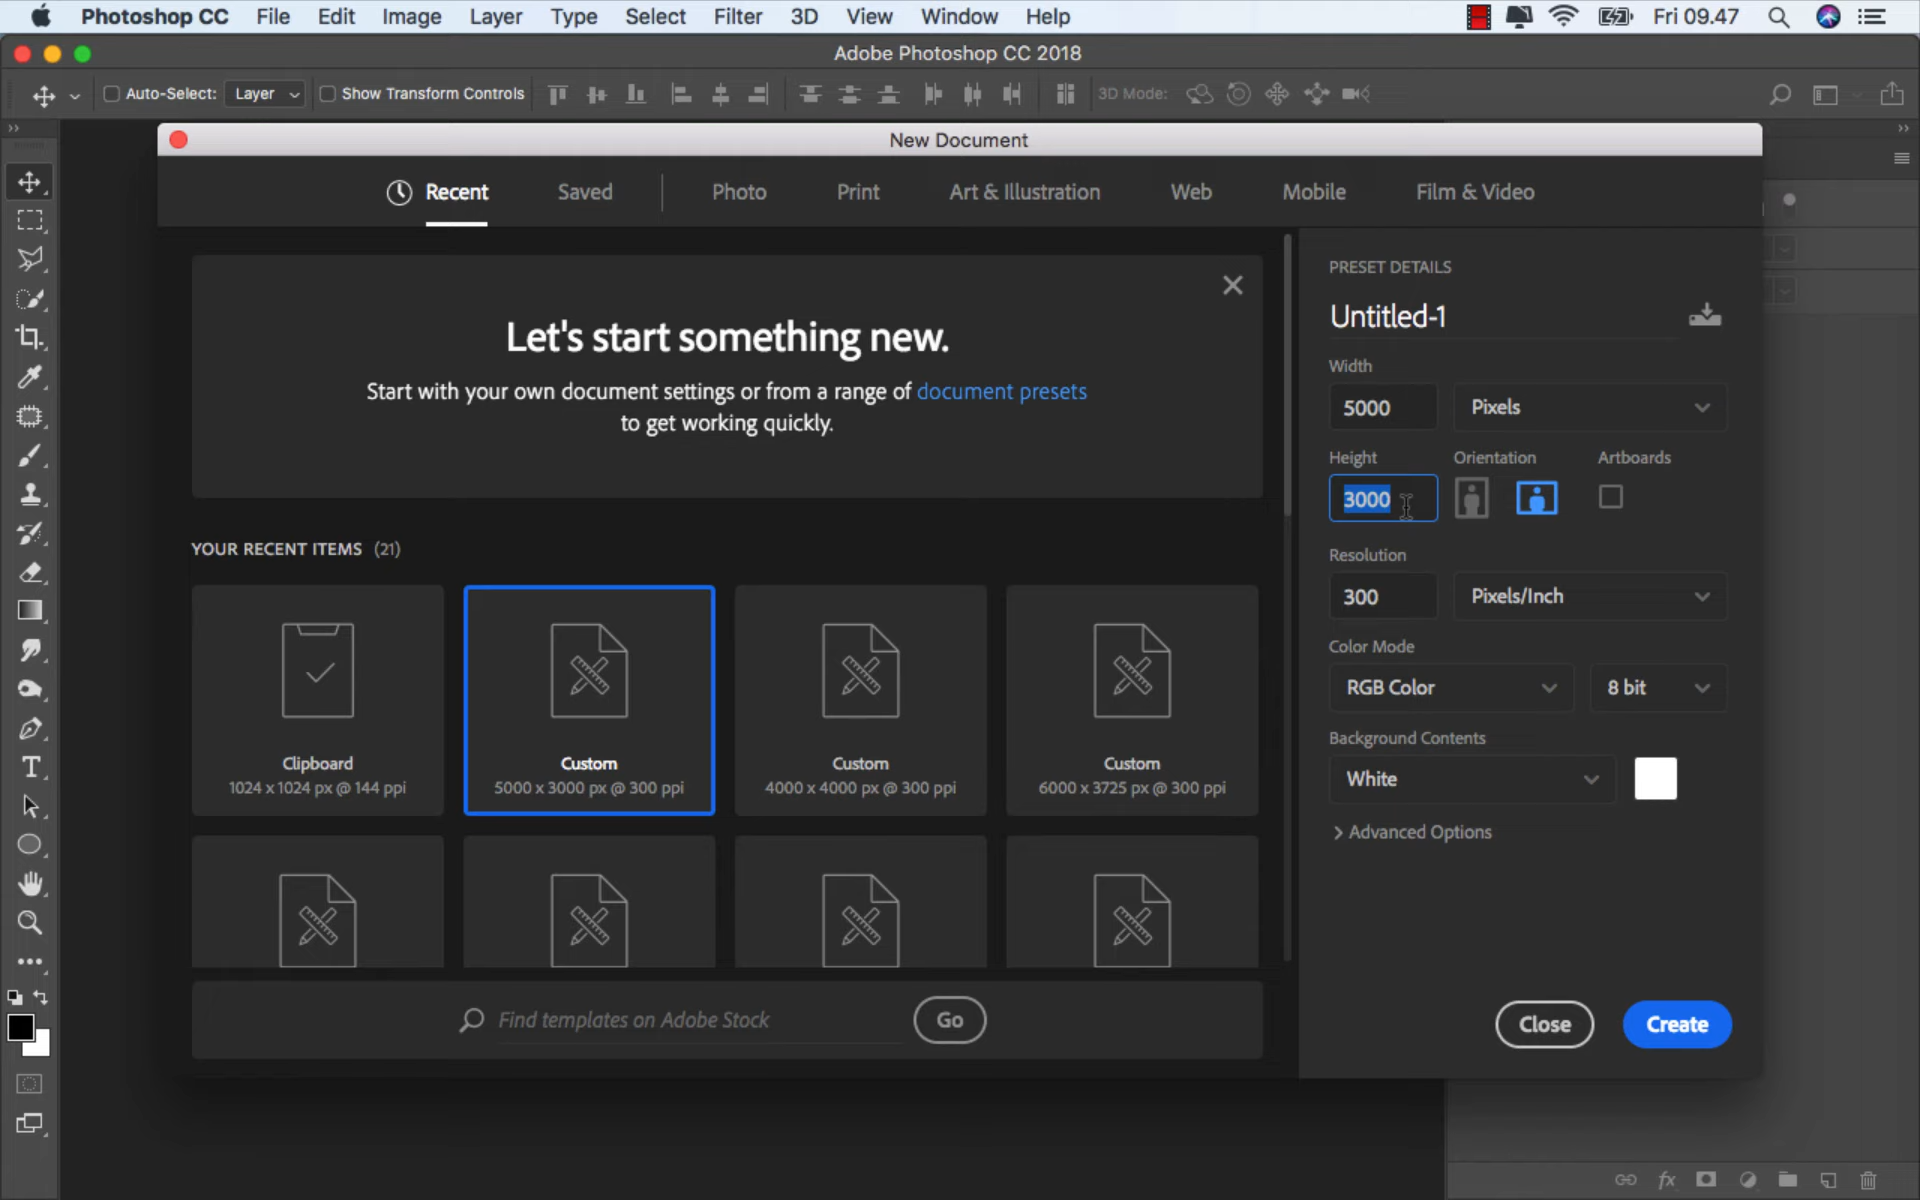 Photoshop CC File Edit Image Layer Type Select Filter 3D View Window Help Fri 09.47
Adobe Photoshop CC 2018
Auto-Select: Layer Show Transform Controls 3D Mode:
New Document
Recent Saved Photo Print Art & Illustration Web Mobile Film & Video
Let's start something new.
Start with your own document settings or from a range of document presets
to get working quickly.
YOUR RECENT ITEMS (21)
Clipboard
1024 x 1024 px @ 144 ppi
Custom
5000 x 3000 px @ 300 ppi
Custom
4000 x 4000 px @ 300 ppi
Custom
6000 x 3725 px @ 300 ppi
Find templates on Adobe Stock Go
PRESET DETAILS
Untitled-1
Width
5000 Pixels
Height Orientation Artboards
3000
Resolution
300 Pixels/Inch
Color Mode
RGB Color 8 bit
Background Contents
White
Advanced Options
Close Create
T
fx